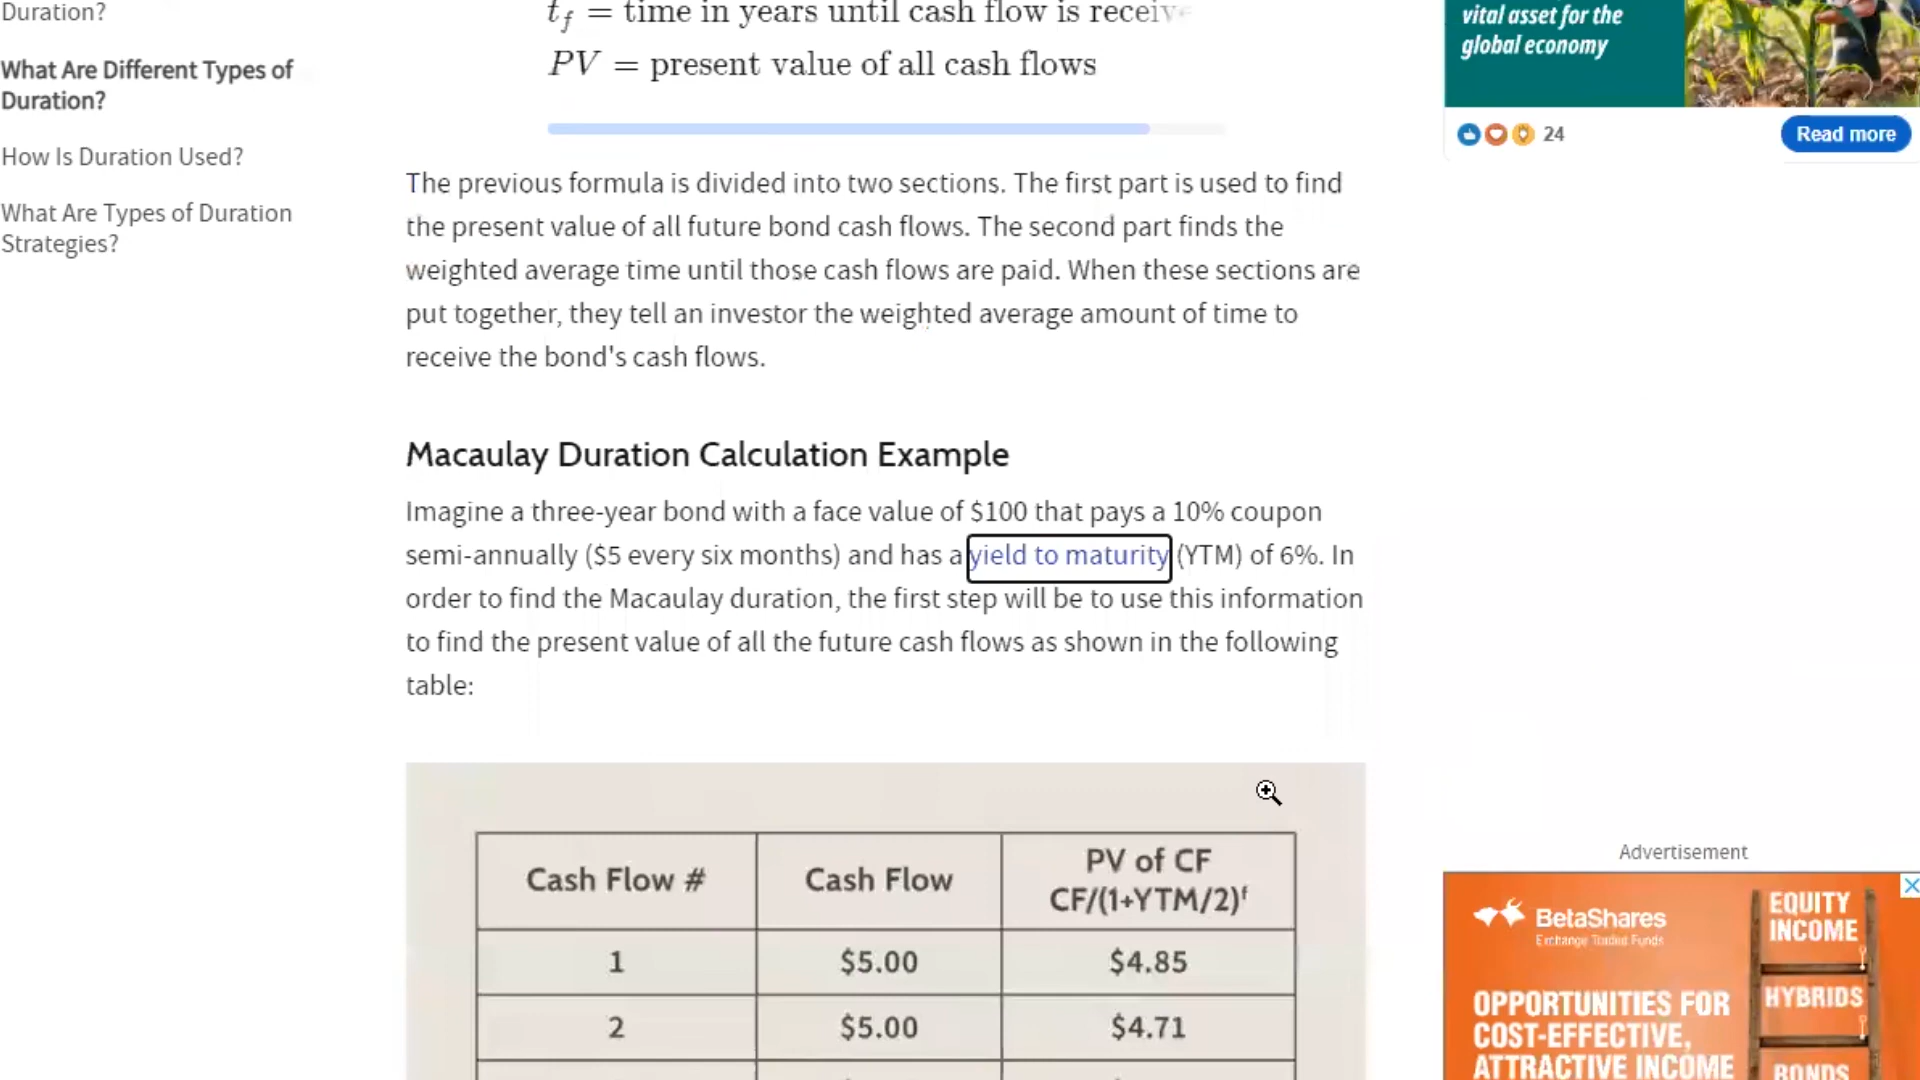 Duration?
What Are Different Types of
Duration?
How Is Duration Used?
What Are Types of Duration
Strategies?
t_f = time in years until cash flow is receive
PV = present value of all cash flows
The previous formula is divided into two sections. The first part is used to find
the present value of all future bond cash flows. The second part finds the
weighted average time until those cash flows are paid. When these sections are
put together, they tell an investor the weighted average amount of time to
receive the bond's cash flows.
Macaulay Duration Calculation Example
Imagine a three-year bond with a face value of $100 that pays a 10% coupon
semi-annually ($5 every six months) and has a yield to maturity (YTM) of 6%. In
order to find the Macaulay duration, the first step will be to use this information
to find the present value of all the future cash flows as shown in the following
table:
Cash Flow # Cash Flow PV of CF
CF/(1+YTM/2)^f
1 $5.00 $4.85
2 $5.00 $4.71
vital asset for the
global economy
24 Read more
Advertisement
BetaShares
Exchange Traded Funds
OPPORTUNITIES FOR
COST-EFFECTIVE,
ATTRACTIVE INCOME
EQUITY
INCOME
HYBRIDS
BONDS